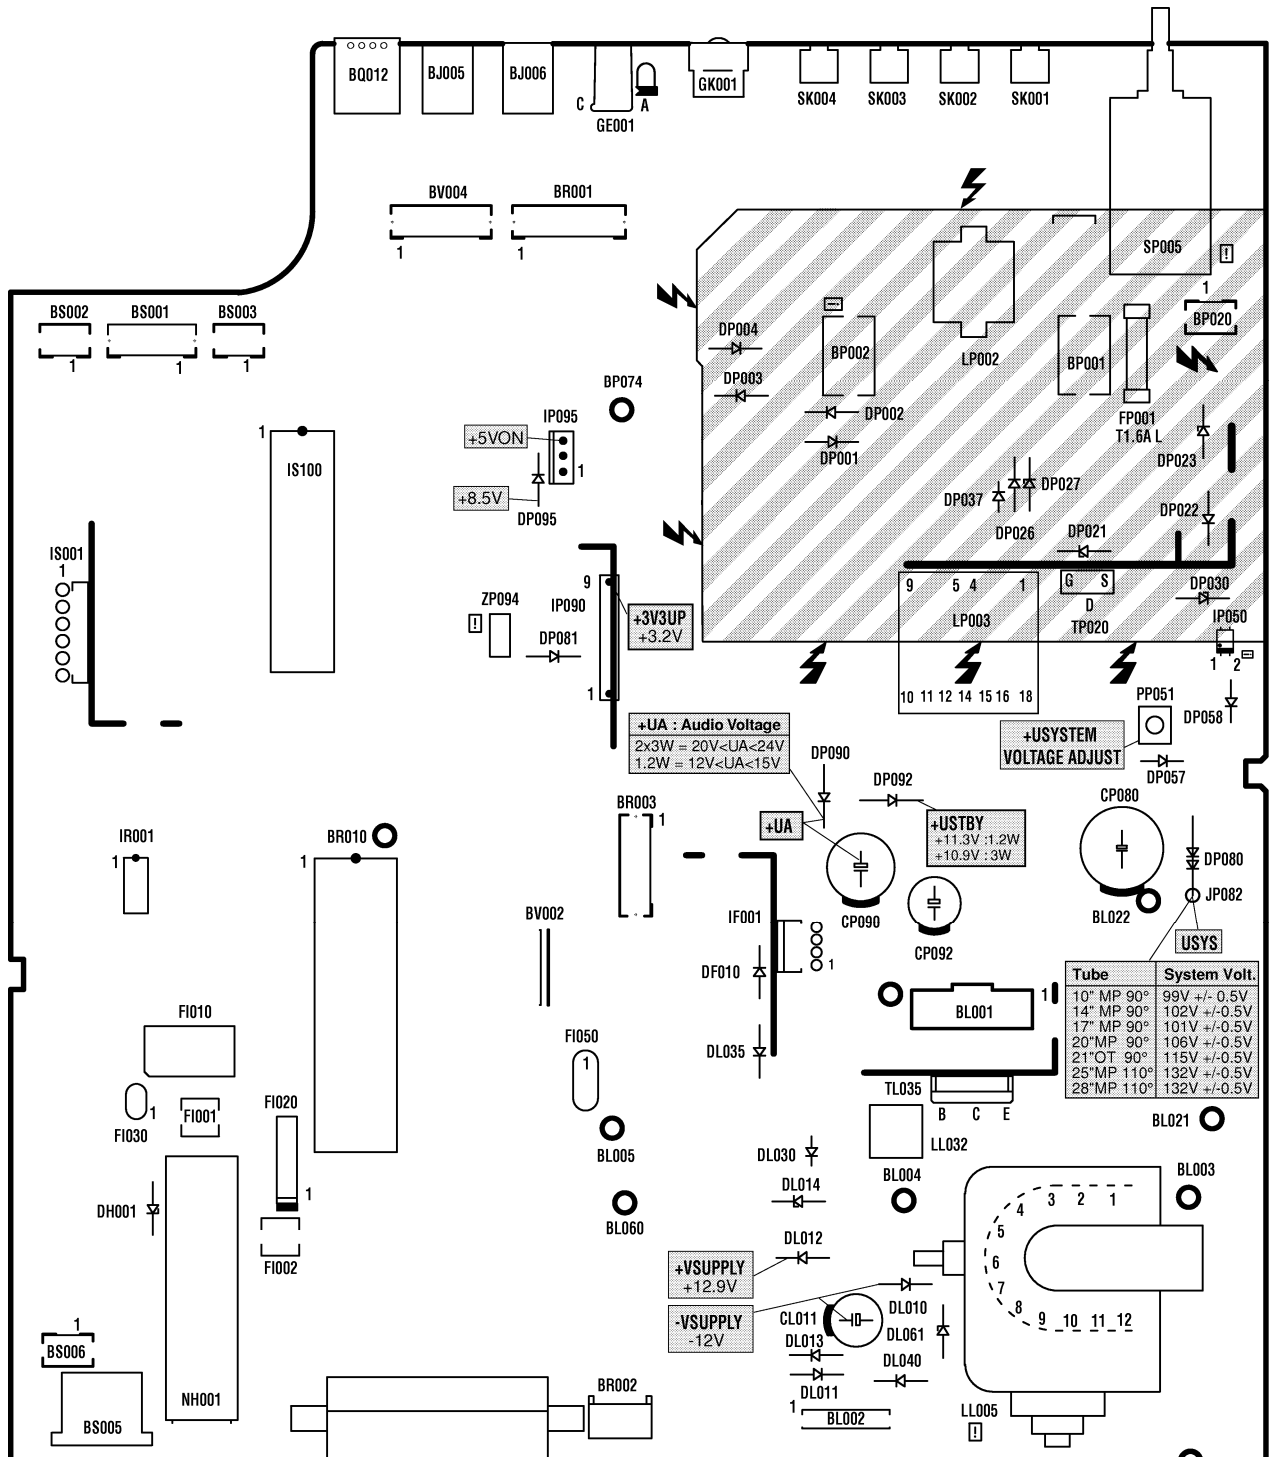 BQ012
BJ005
BJ006
C
A
GE001
GK001
SK004
SK003
SK002
SK001
BV004
1
BR001
1
SP005
!
1
BP020
BS002
1
BS001
1
BS003
1
DP004
DP003
!
BP002
DP002
DP001
LP002
BP001
FP001
T1.6A L
DP023
BP074
IP095
+5VON
1
+8.5V
DP095
1
IS100
DP037
DP027
DP026
DP022
DP021
G S
D
TP020
DP030
IP050
1 2
!
9 5 4 1
LP003
10 11 12 14 15 16 18
IS001
1
ZP094
!
DP081
9
IP090
1
+3V3UP
+3.2V
PP051
DP058
+USYSTEM
VOLTAGE ADJUST
DP057
+UA : Audio Voltage
2x3W = 20V<UA<24V
1.2W = 12V<UA<15V
DP090
DP092
+UA
+USTBY
+11.3V :1.2W
+10.9V : 3W
CP080
DP080
JP082
BL022
USYS
BR003
1
IR001
1
BR010
1
CP090
CP092
BV002
IF001
1
DF010
DL035
BL001
1
Tube System Volt.
10" MP 90° 99V +/- 0.5V
14" MP 90° 102V +/-0.5V
17" MP 90° 101V +/-0.5V
20"MP 90° 106V +/-0.5V
21"OT 90° 115V +/-0.5V
25"MP 110° 132V +/-0.5V
28"MP 110° 132V +/-0.5V
FI010
FI050
1
FI030
1
FI001
FI020
1
FI002
BL005
BL060
TL035
B C E
LL032
BL021
DL030
DL014
BL004
BL003
DH001
DL012
+VSUPPLY
+12.9V
-VSUPPLY
-12V
CL011
DL010
DL061
DL013
DL040
DL011
1
BL002
1
2
3
4
5
6
7
8
9
10
11
12
LL005
!
1
BS006
BS005
NH001
BR002